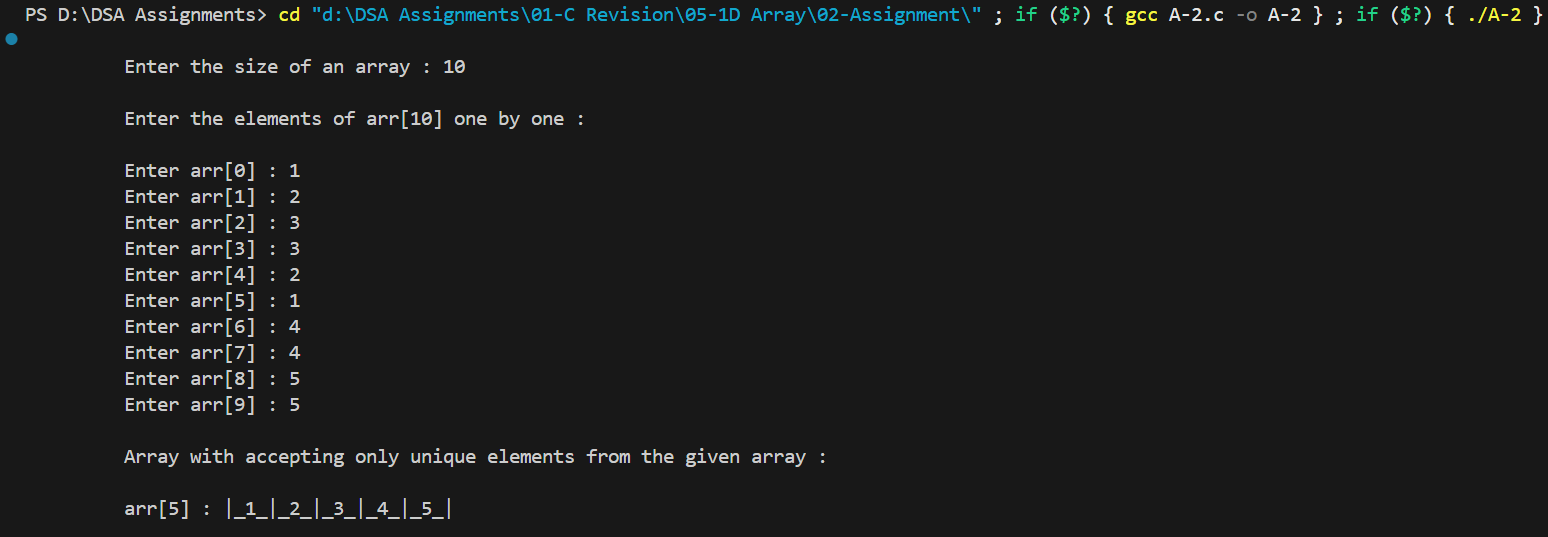 PS D:\DSA Assignments> cd "d:\DSA Assignments\01-C Revision\05-1D Array\02-Assignment\" ; if ($?) { gcc A-2.c -o A-2 } ; if ($?) { ./A-2 }
Enter the size of an array : 10
Enter the elements of arr[10] one by one :
Enter arr[0] : 1
Enter arr[1] : 2
Enter arr[2] : 3
Enter arr[3] : 3
Enter arr[4] : 2
Enter arr[5] : 1
Enter arr[6] : 4
Enter arr[7] : 4
Enter arr[8] : 5
Enter arr[9] : 5
Array with accepting only unique elements from the given array :
arr[5] : |_1_|_2_|_3_|_4_|_5_|